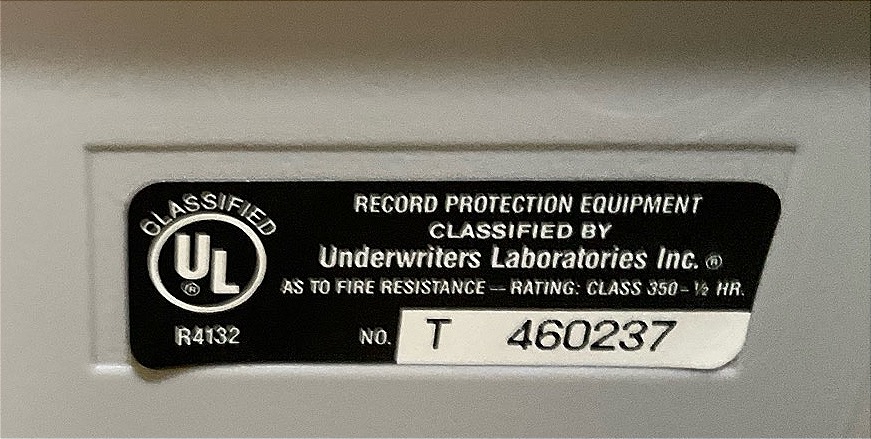 CLASSIFIED
UL ®
R4132
RECORD PROTECTION EQUIPMENT
CLASSIFIED BY
Underwriters Laboratories Inc. ®
AS TO FIRE RESISTANCE — RATING: CLASS 350 - ½ HR.
NO. T 460237